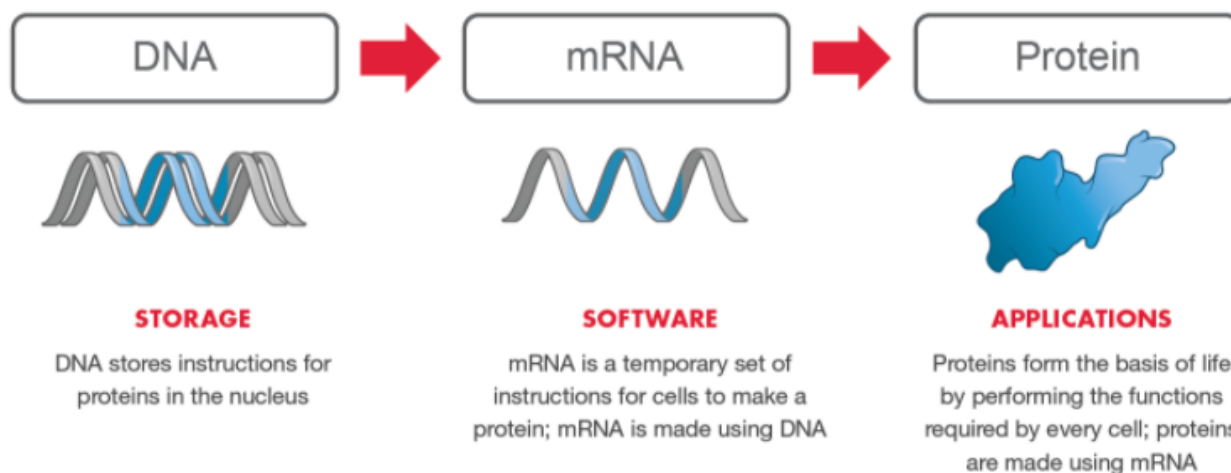 DNA
mRNA
Protein
STORAGE
DNA stores instructions for
proteins in the nucleus
SOFTWARE
mRNA is a temporary set of
instructions for cells to make a
protein; mRNA is made using DNA
APPLICATIONS
Proteins form the basis of life
by performing the functions
required by every cell; proteins
are made using mRNA